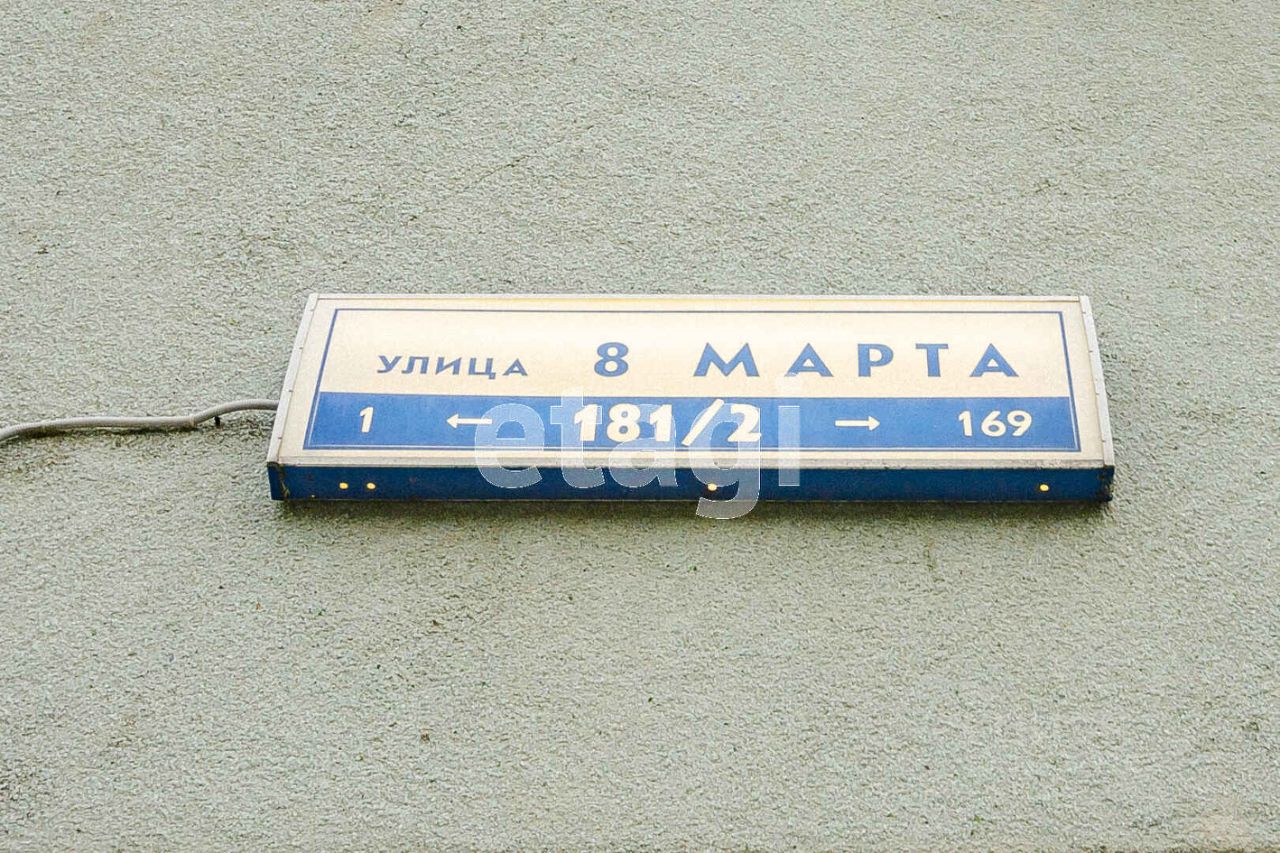 УЛИЦА 8 МАРТА
1 ← 181/2 → 169
etagi